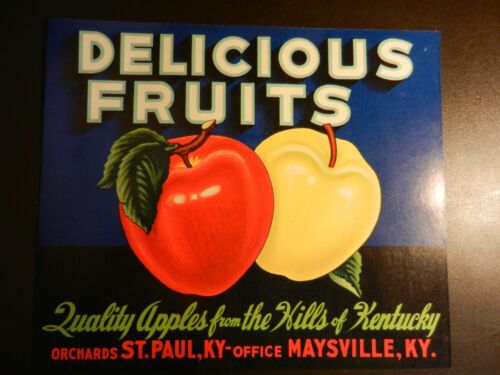 DELICIOUS
FRUITS
Quality Apples from the Hills of Kentucky
ORCHARDS ST. PAUL, KY-OFFICE MAYSVILLE, KY.